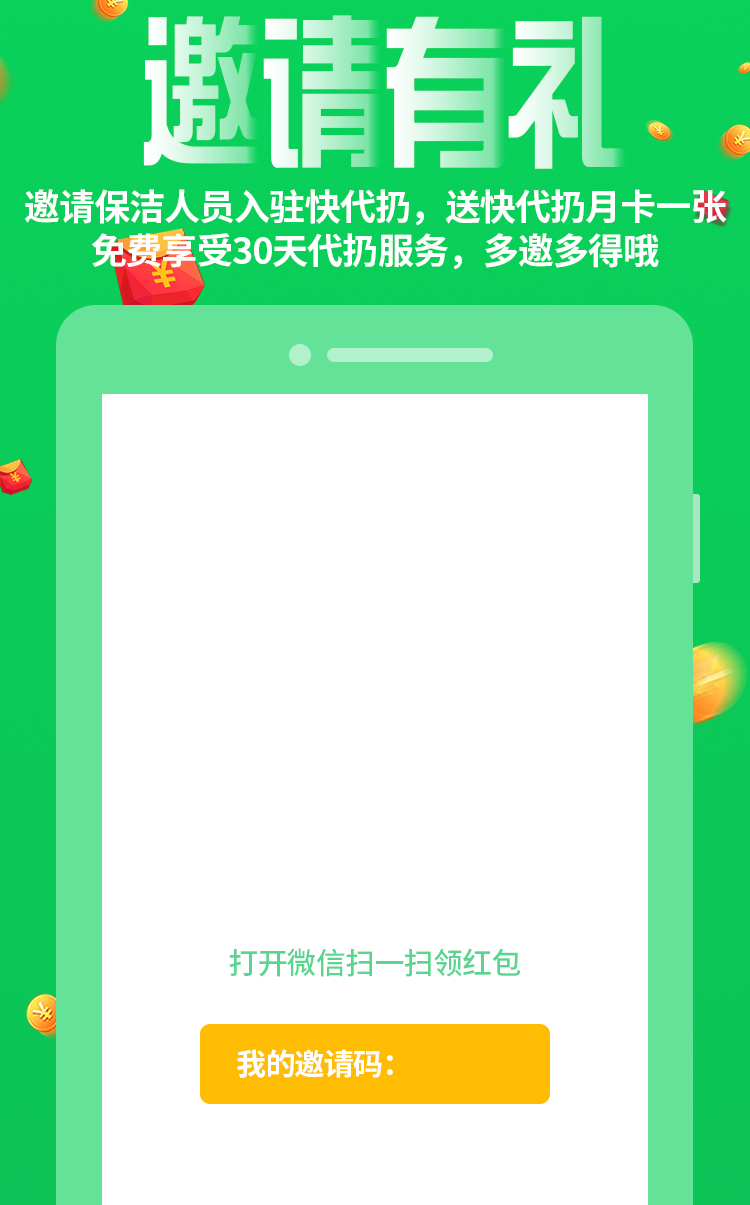 邀请有礼
邀请保洁人员入驻快代扔，送快代扔月卡一张
免费享受30天代扔服务，多邀多得哦
打开微信扫一扫领红包
我的邀请码：